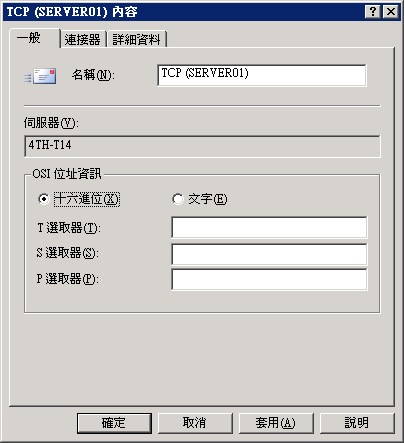 TCP (SERVER01) 內容
一般 連接器 詳細資料
名稱(N): TCP (SERVER01)
伺服器(V):
4TH-T14
OSI 位址資訊
十六進位(X) 文字(E)
T 選取器(T):
S 選取器(S):
P 選取器(P):
確定 取消 套用(A) 說明